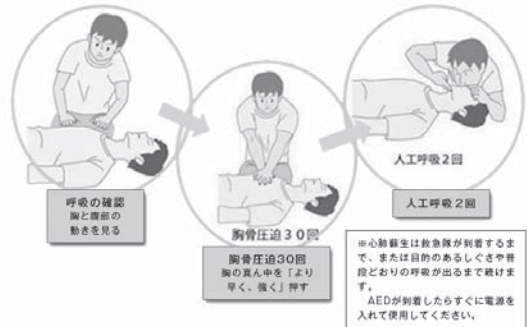 呼吸の確認
胸と腹部の
動きを見る
胸骨圧迫30回
胸骨圧迫30回
胸の真ん中を「より
早く、強く」押す
人工呼吸2回
人工呼吸2回
※心肺蘇生は救急隊が到着するま
で、または目的のあるしぐさや普
段どおりの呼吸が出るまで続けま
す。
AEDが到着したらすぐに電源を
入れて使用してください。